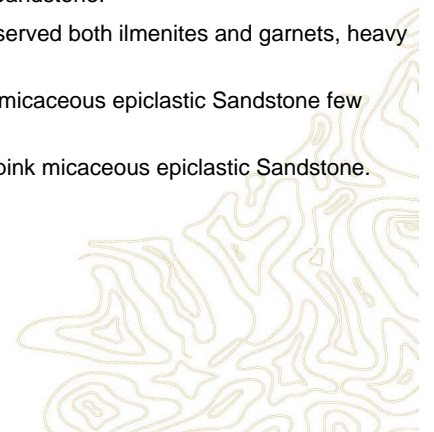 served both ilmenites and garnets, heavy
micaceous epiclastic Sandstone few
pink micaceous epiclastic Sandstone.